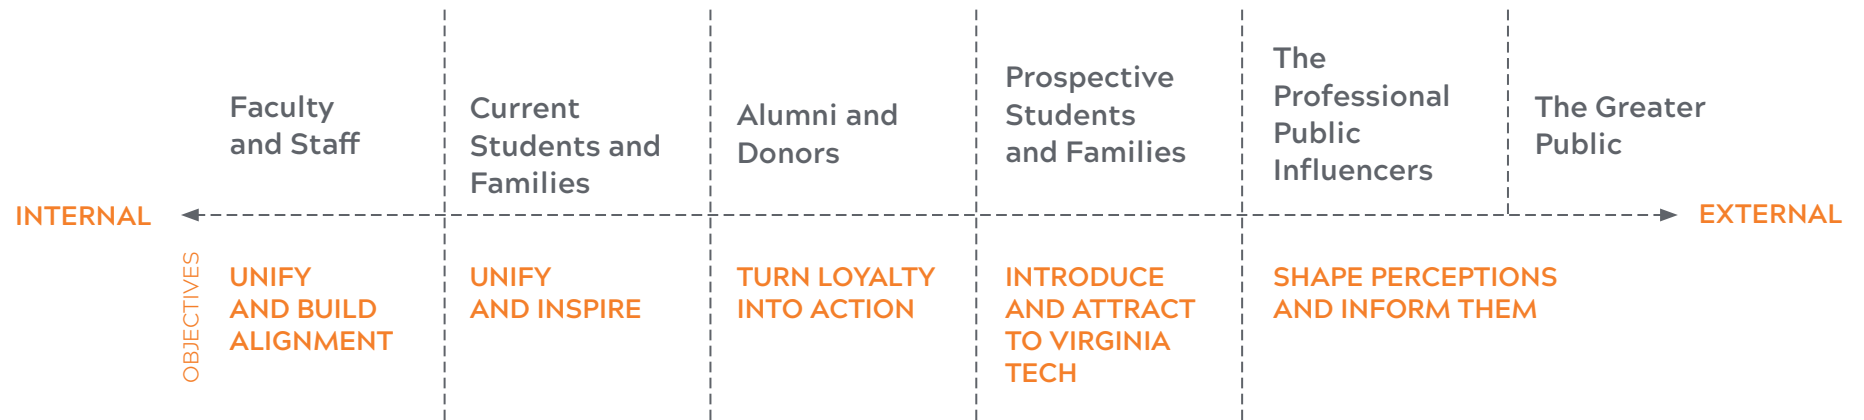 Faculty
and Staff
Current
Students and
Families
Alumni and
Donors
Prospective
Students
and Families
The
Professional
Public
Influencers
The Greater
Public
INTERNAL
EXTERNAL
OBJECTIVES
UNIFY
AND BUILD
ALIGNMENT
UNIFY
AND INSPIRE
TURN LOYALTY
INTO ACTION
INTRODUCE
AND ATTRACT
TO VIRGINIA
TECH
SHAPE PERCEPTIONS
AND INFORM THEM